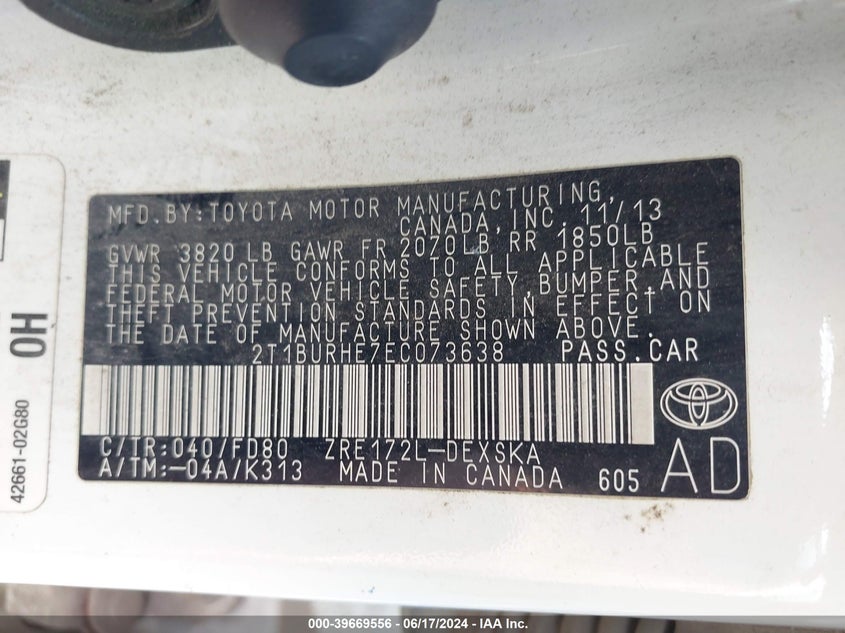 MFD. BY: TOYOTA MOTOR MANUFACTURING,
CANADA, INC. 11/13
GVWR 3820 LB GAWR FR 2070LB RR 1850LB
THIS VEHICLE CONFORMS TO ALL APPLICABLE
FEDERAL MOTOR VEHICLE SAFETY, BUMPER, AND
THEFT PREVENTION STANDARDS IN EFFECT ON
THE DATE OF MANUFACTURE SHOWN ABOVE.
2T1BURHE7EC073638 PASS. CAR
C/TR: 040/FD80 ZRE172L-DEXSKA
A/TM: -04A/K313 MADE IN CANADA 605 AD
42661-02G80 0H
000-39669556 / 06/17/2024 - IAA Inc.